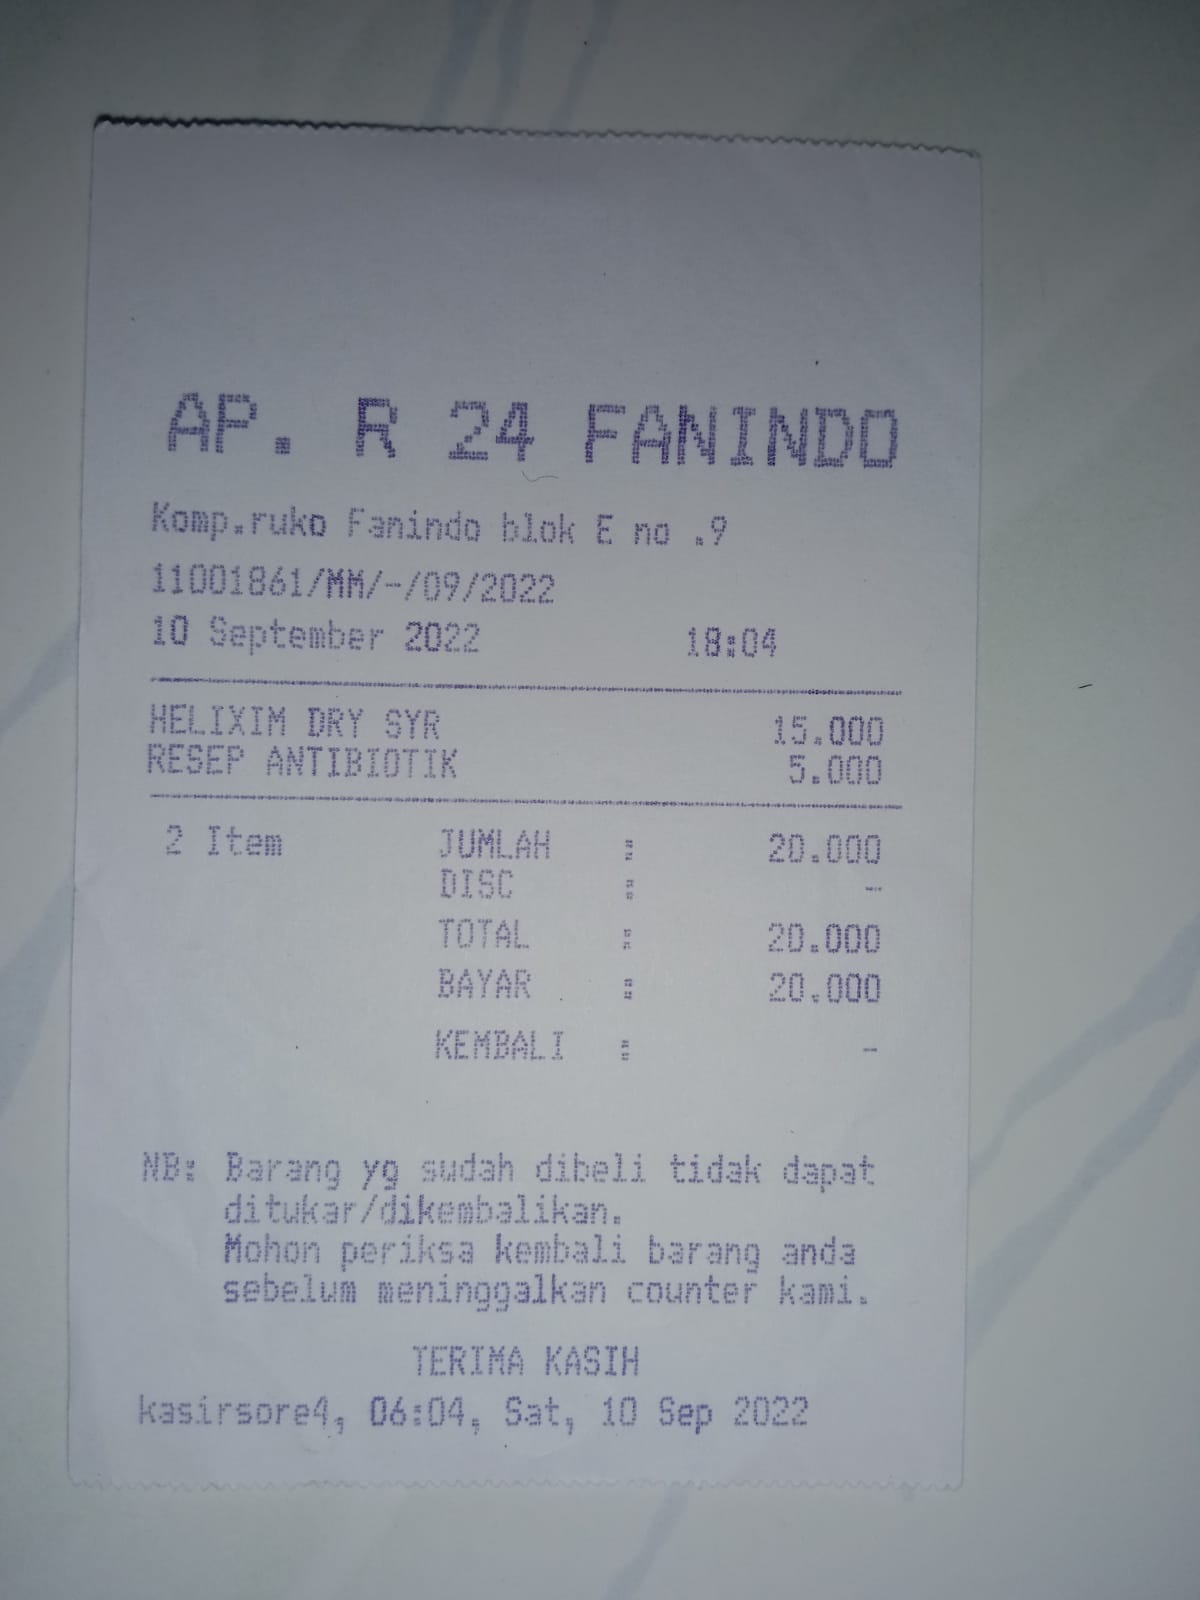 AP. R 24 FANINDO
Komp.ruko Fanindo blok E no .9
11001861/MM/-/09/2022
10 September 2022 18:04
HELIXIM DRY SYR 15.000
RESEP ANTIBIOTIK 5.000
2 Item JUMLAH : 20.000
DISC : -
TOTAL : 20.000
BAYAR : 20.000
KEMBALI : -
NB: Barang yg sudah dibeli tidak dapat
ditukar/dikembalikan.
Mohon periksa kembali barang anda
sebelum meninggalkan counter kami.
TERIMA KASIH
kasirsore4, 06:04, Sat, 10 Sep 2022